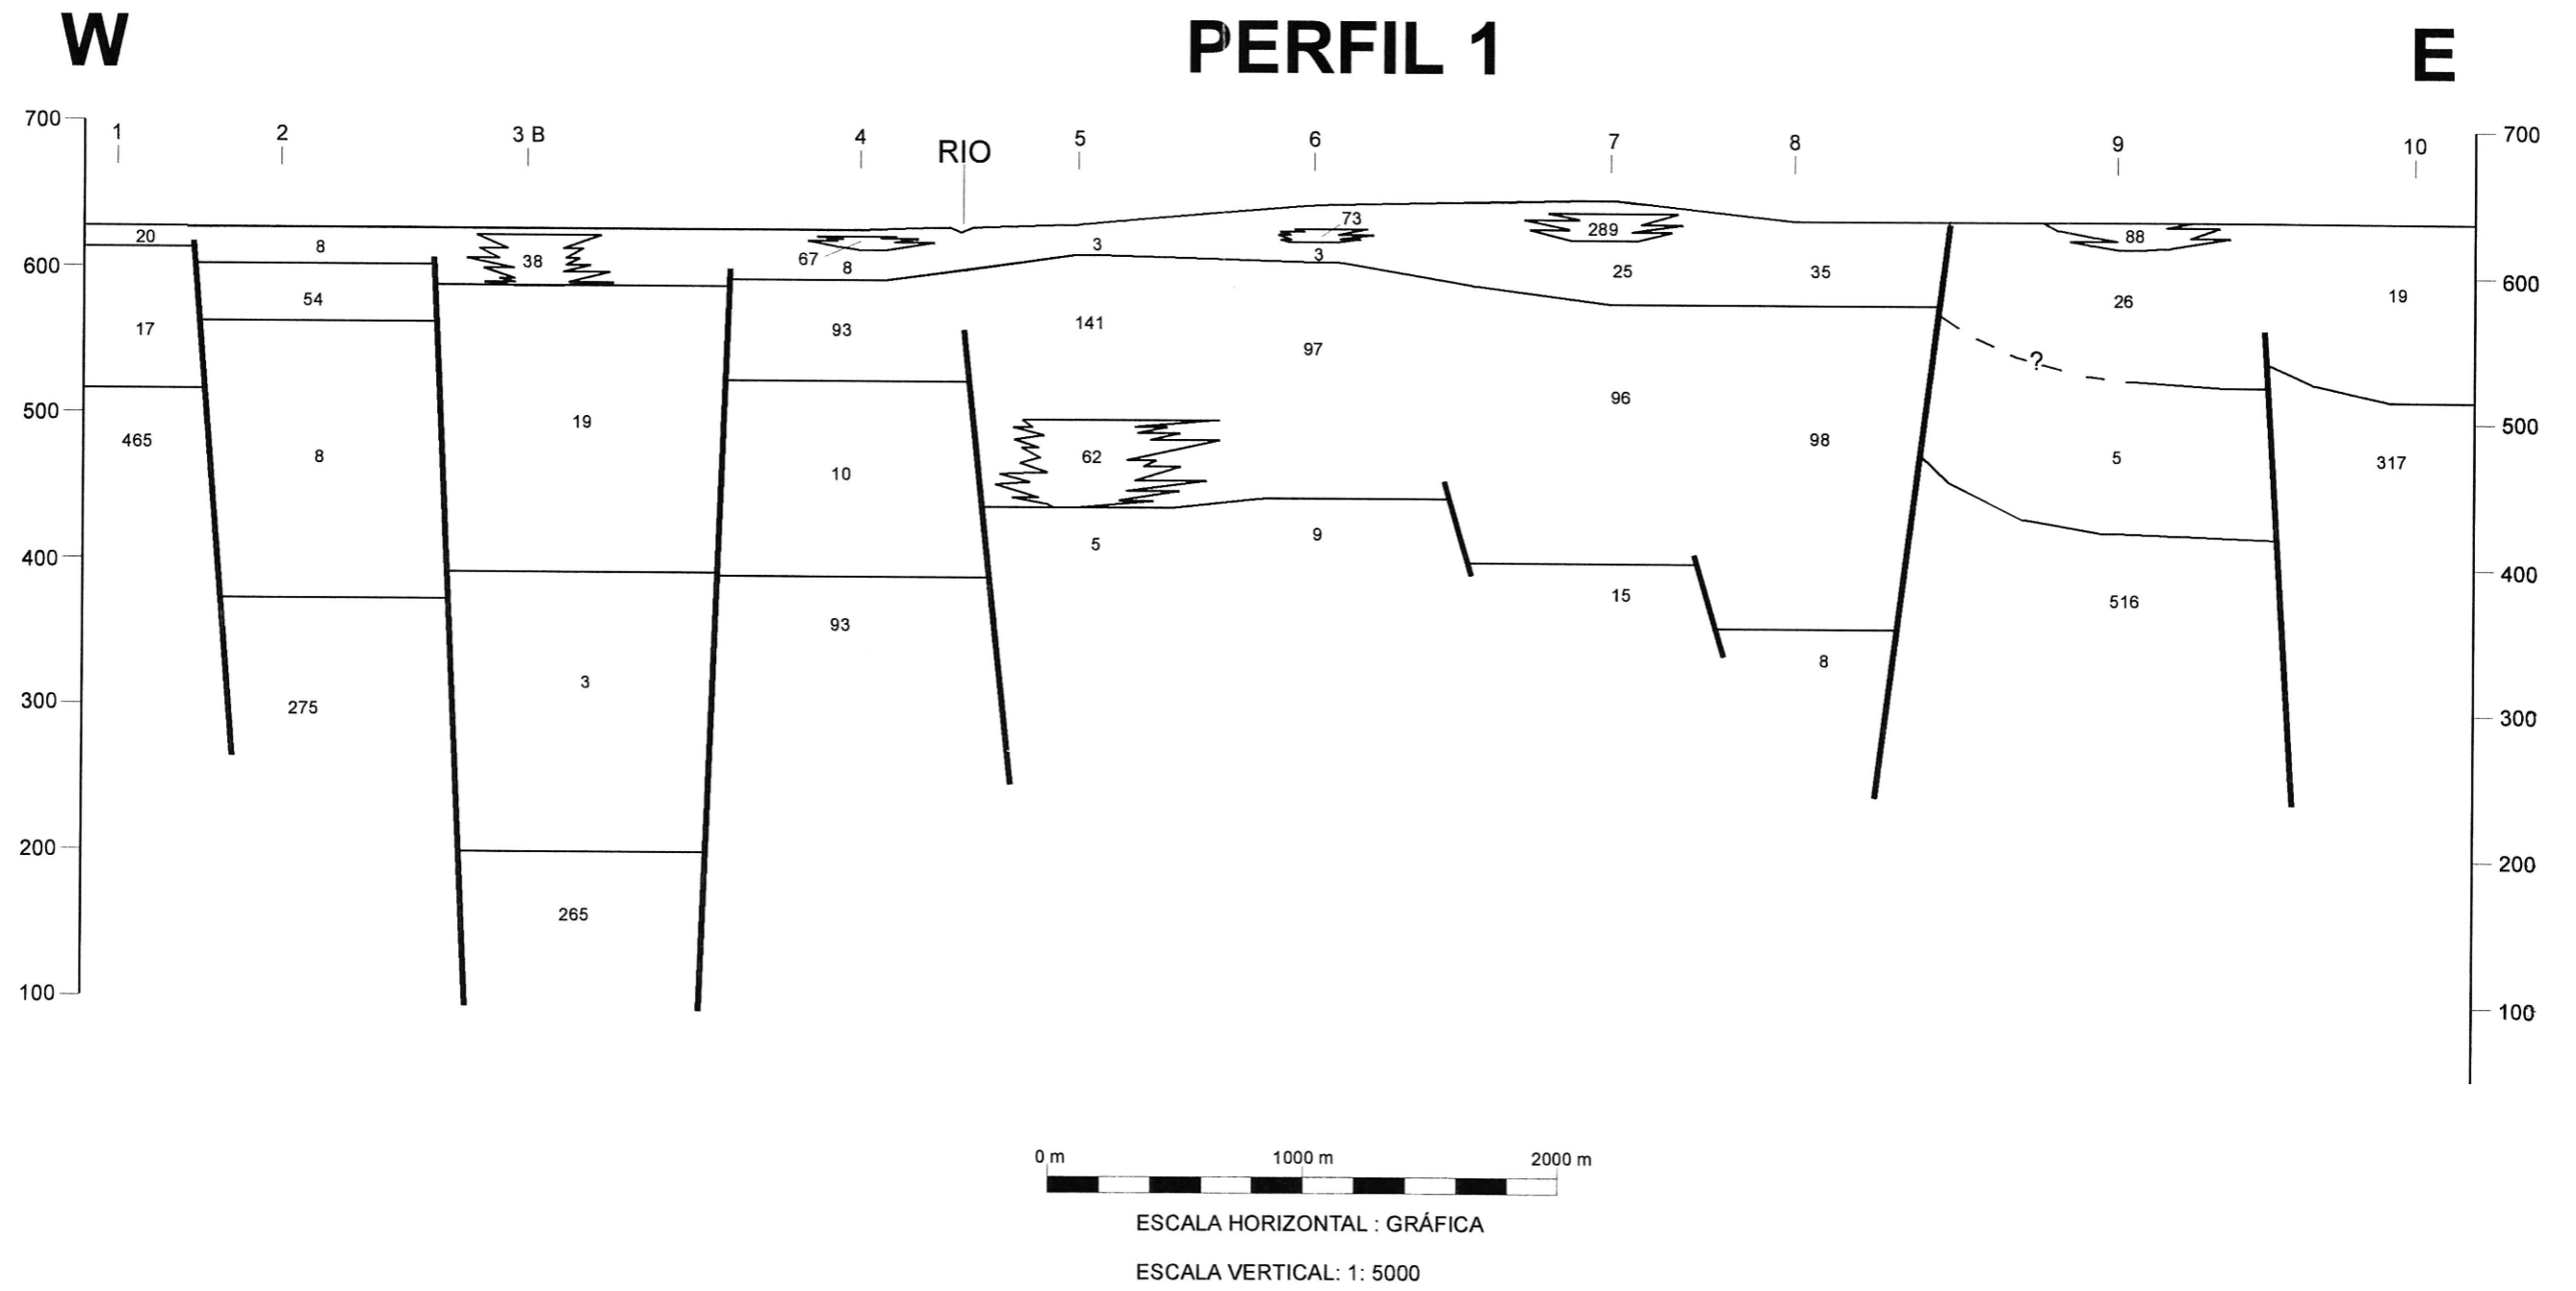 W PERFIL 1 E
700 700
1 2 3 B 4 RIO 5 6 7 8 9 10
20 8 38 67 8 3 73 3 289 88
600 600
54 25 35 26 19
17 93 141 97
500 500
465 8 19 10 62 96 98 5 317
400 400
5 9 15 516
93 8
300 300
275 3
200 200
265
100 100
0 m 1000 m 2000 m
ESCALA HORIZONTAL : GRÁFICA
ESCALA VERTICAL: 1: 5000
?